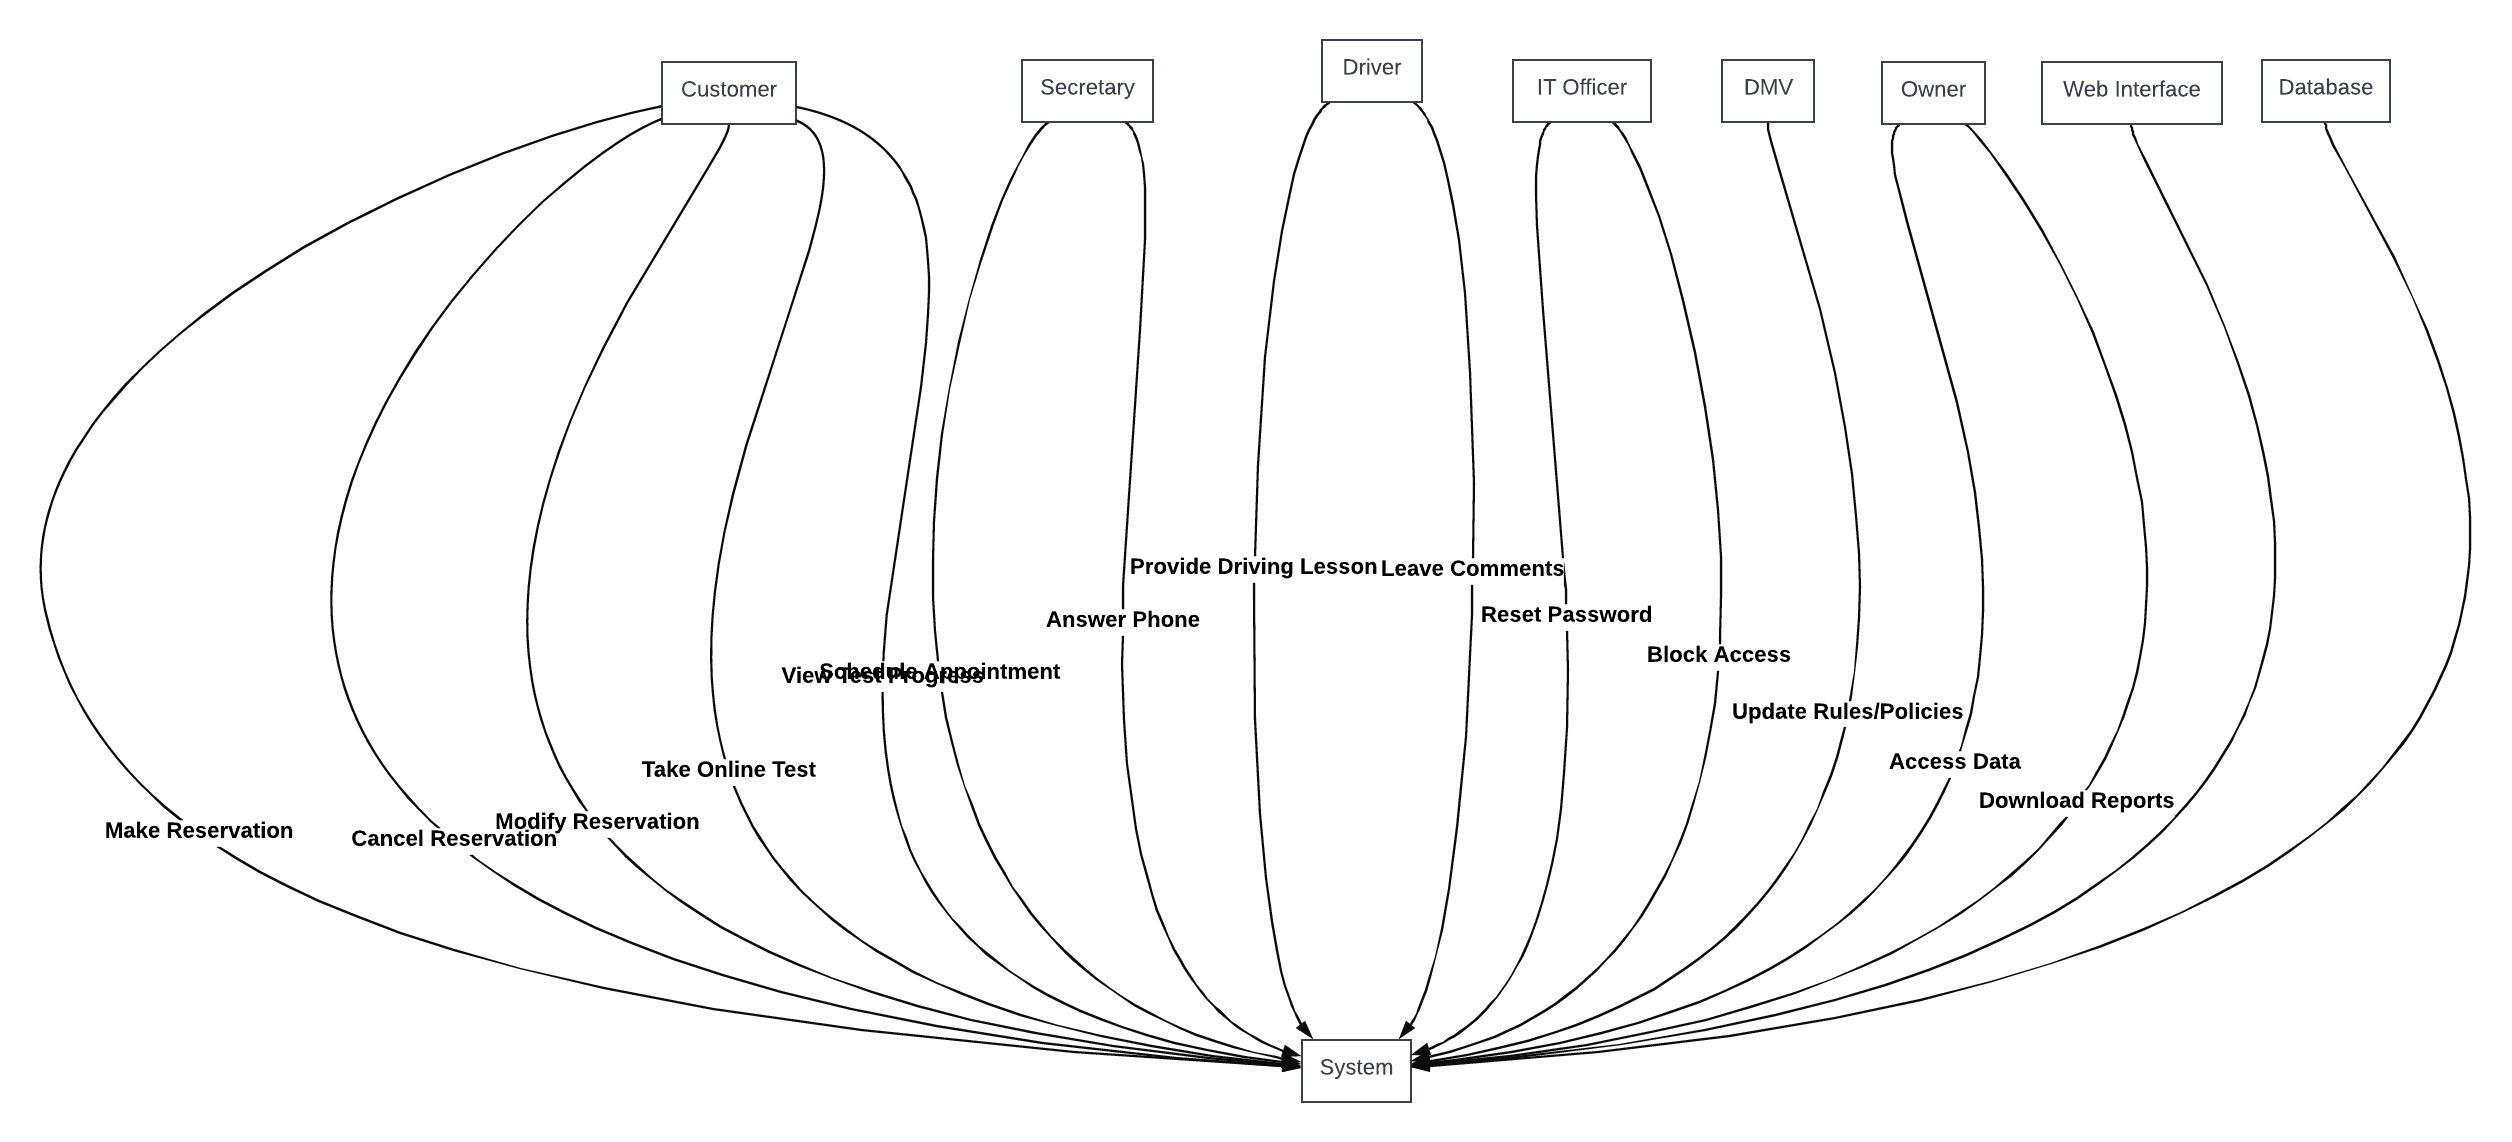 Customer
Secretary
Driver
IT Officer
DMV
Owner
Web Interface
Database
Provide Driving Lesson
Leave Comments
Answer Phone
Reset Password
Block Access
View Test Progress
Schedule Appointment
Update Rules/Policies
Access Data
Take Online Test
Download Reports
Make Reservation
Cancel Reservation
Modify Reservation
System